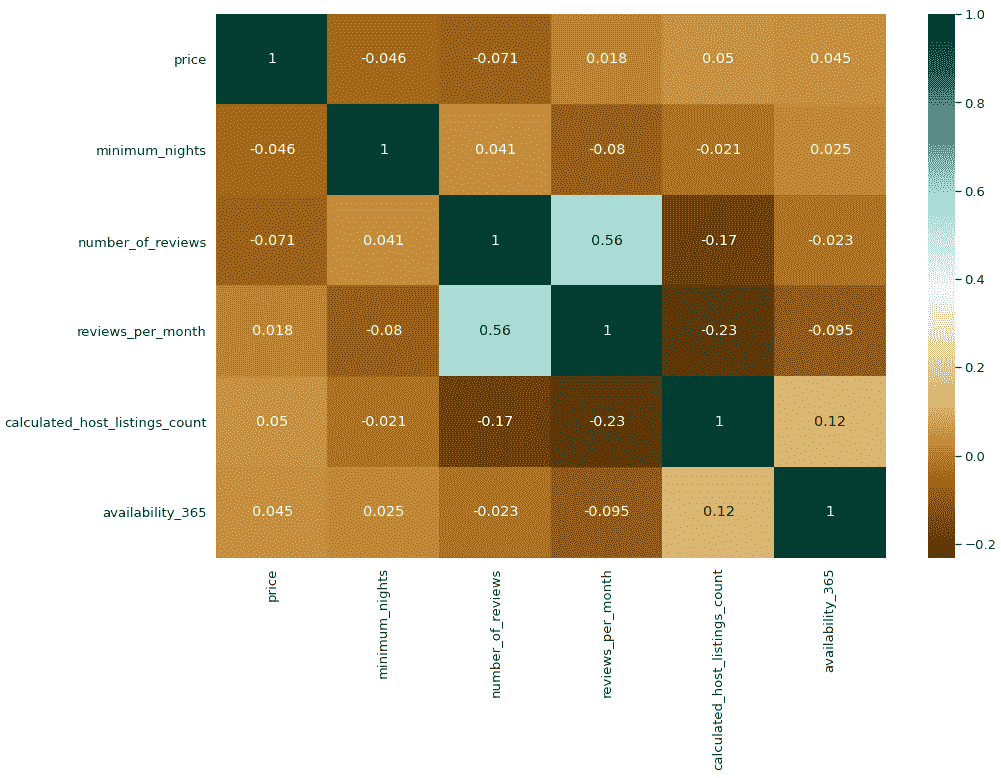 price 1 -0.046 -0.071 0.018 0.05 0.045
minimum_nights -0.046 1 0.041 -0.08 -0.021 0.025
number_of_reviews -0.071 0.041 1 0.56 -0.17 -0.023
reviews_per_month 0.018 -0.08 0.56 1 -0.23 -0.095
calculated_host_listings_count 0.05 -0.021 -0.17 -0.23 1 0.12
availability_365 0.045 0.025 -0.023 -0.095 0.12 1
price
minimum_nights
number_of_reviews
reviews_per_month
calculated_host_listings_count
availability_365
1.0
0.8
0.6
0.4
0.2
0.0
−0.2